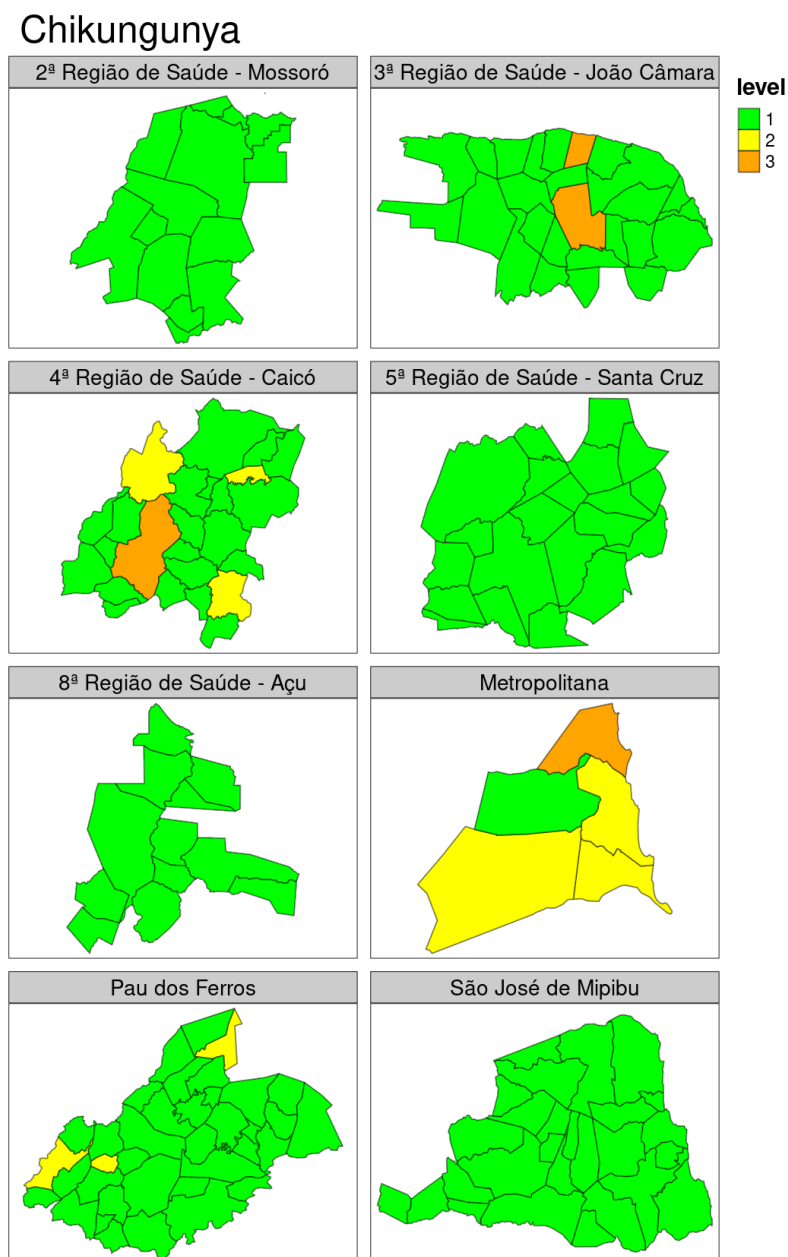 Chikungunya
2ª Região de Saúde - Mossoró
3ª Região de Saúde - João Câmara
level
1
2
3
4ª Região de Saúde - Caicó
5ª Região de Saúde - Santa Cruz
8ª Região de Saúde - Açu
Metropolitana
Pau dos Ferros
São José de Mipibu